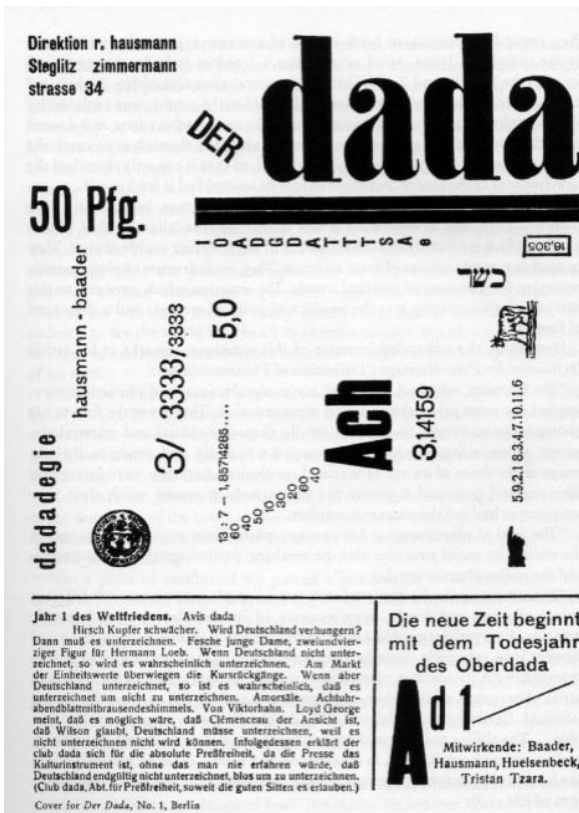 Direktion r. hausmann
Steglitz zimmermann
strasse 34
DER dada
50 Pfg.
IOADGDATTTSAe
כשר
dadadegie
hausmann - baader
3/3333/3333
5,0
Ach
3,14159
Jahr 1 des Weltfriedens. Avis dada
Hirsch Kupfer schwächer. Wird Deutschland verhungern?
Dann muß es unterzeichnen. Fesche junge Dame, zweiundvier-
ziger Figur für Hermann Loeb. Wenn Deutschland nicht unter-
zeichnet, so wird es wahrscheinlich unterzeichnen. Am Markt
der Einheitswerte überwiegen die Kursrückgänge. Wenn aber
Deutschland unterzeichnet, so ist es wahrscheinlich, daß es
unterzeichnet um nicht zu unterzeichnen. Amorsäle. Achtuhr-
abendblattmitbrausendeshimmels. Von Viktorhahn. Loyd George
meint, daß es möglich wäre, daß Clémenceau der Ansicht ist,
daß Wilson glaubt, Deutschland müsse unterzeichnen, weil es
nicht unterzeichnen nicht wird können. Infolgedessen erklärt der
club dada sich für die absolute Preßfreiheit, da die Presse das
Kulturinstrument ist, ohne das man nie erfahren würde, daß
Deutschland endgültig nicht unterzeichnet, blos um zu unterzeichnen.
(Club dada, Abt. für Preßfreiheit, soweit die guten Sitten es erlauben.)
Die neue Zeit beginnt
mit dem Todesjahr
des Oberdada
Ad 1
Mitwirkende: Baader,
Hausmann, Huelsenbeck,
Tristan Tzara.
Cover for Der Dada, No. 1, Berlin